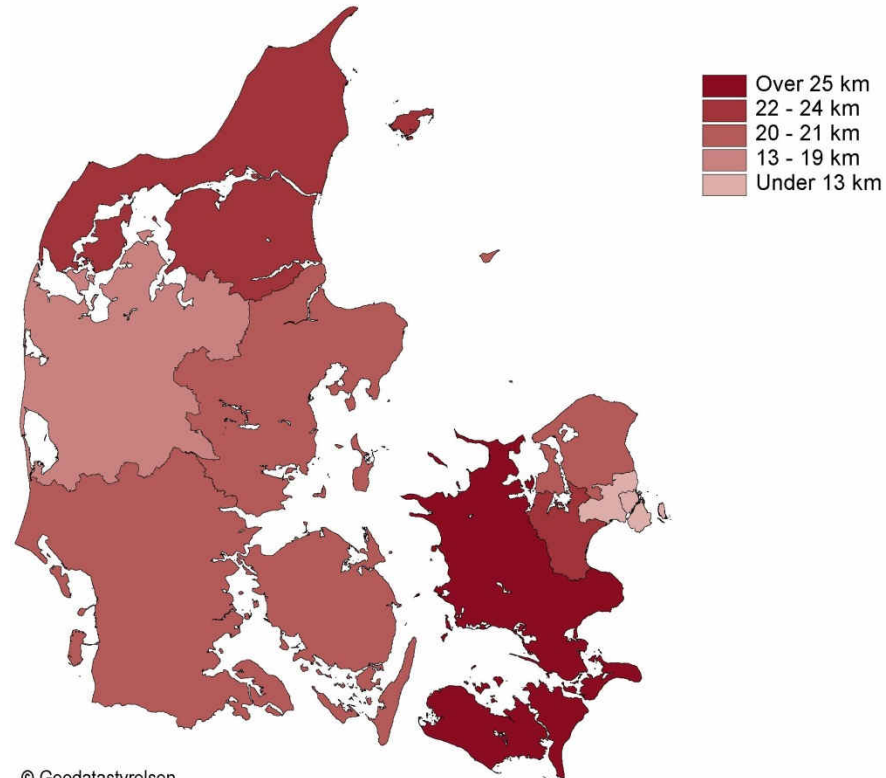 Over 25 km
22 - 24 km
20 - 21 km
13 - 19 km
Under 13 km
© Geodatastyrelsen